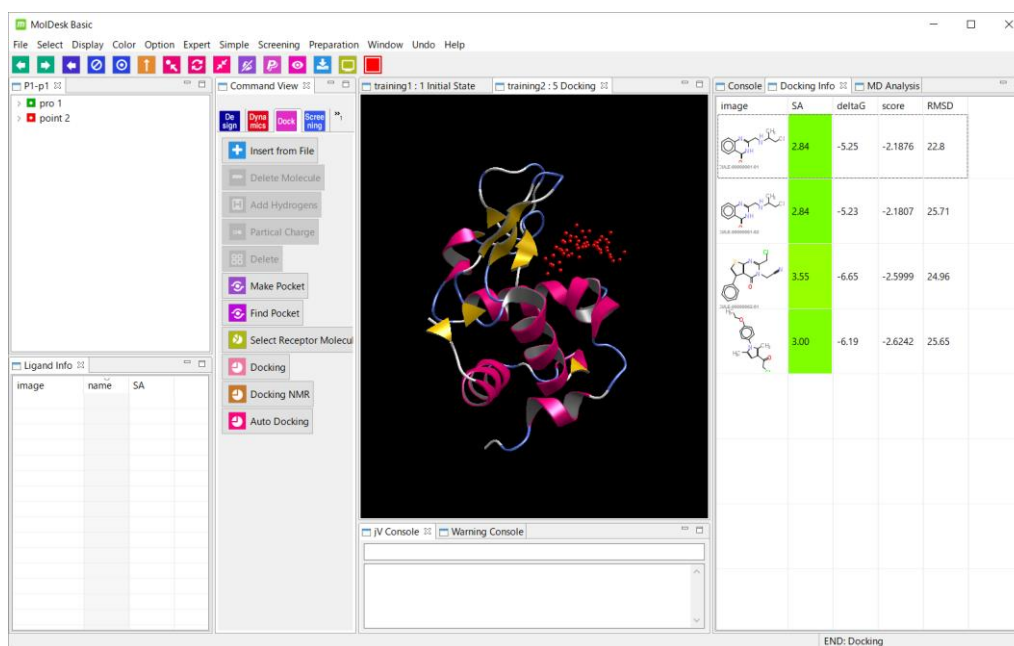 MolDesk Basic
File Select Display Color Option Expert Simple Screening Preparation Window Undo Help
P1-p1
pro 1
point 2
Ligand Info
image name SA
Command View
De sign
Dyna mics
Dock
Scree ning
»1
Insert from File
Delete Molecule
Add Hydrogens
Partical Charge
Delete
Make Pocket
Find Pocket
Select Receptor Molecul
Docking
Docking NMR
Auto Docking
training1 : 1 Initial State
training2 : 5 Docking
jV Console
Warning Console
Console
Docking Info
MD Analysis
image SA deltaG score RMSD
2.84 -5.25 -2.1876 22.8
2.84 -5.23 -2.1807 25.71
3.55 -6.65 -2.5999 24.96
3.00 -6.19 -2.6242 25.65
END: Docking